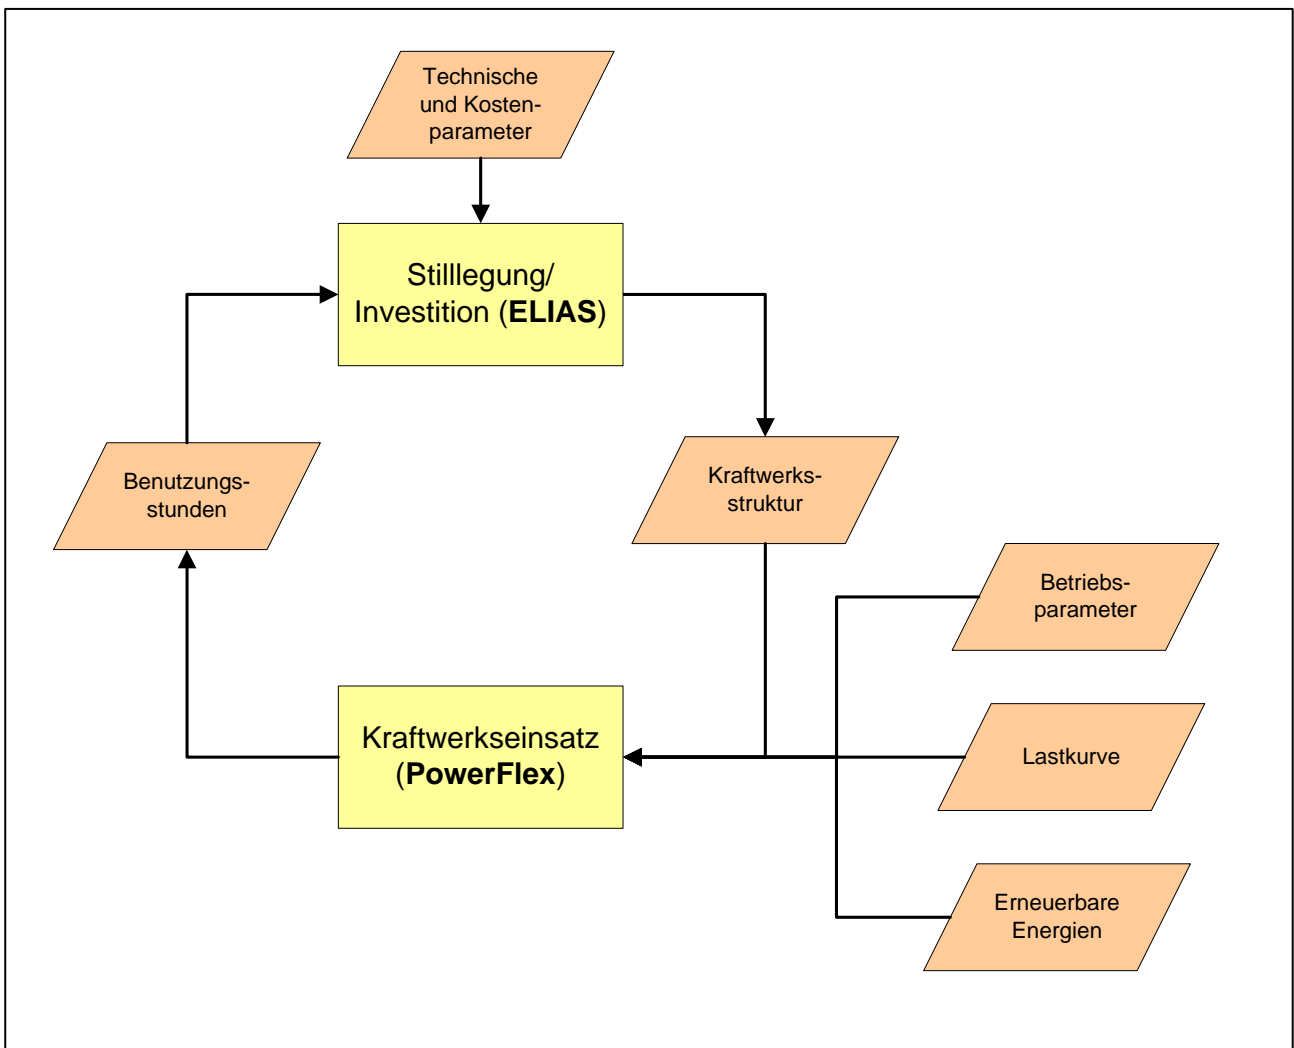 Technische
und Kosten-
parameter
Stilllegung/
Investition (ELIAS)
Benutzungs-
stunden
Kraftwerks-
struktur
Betriebs-
parameter
Kraftwerkseinsatz
(PowerFlex)
Lastkurve
Erneuerbare
Energien